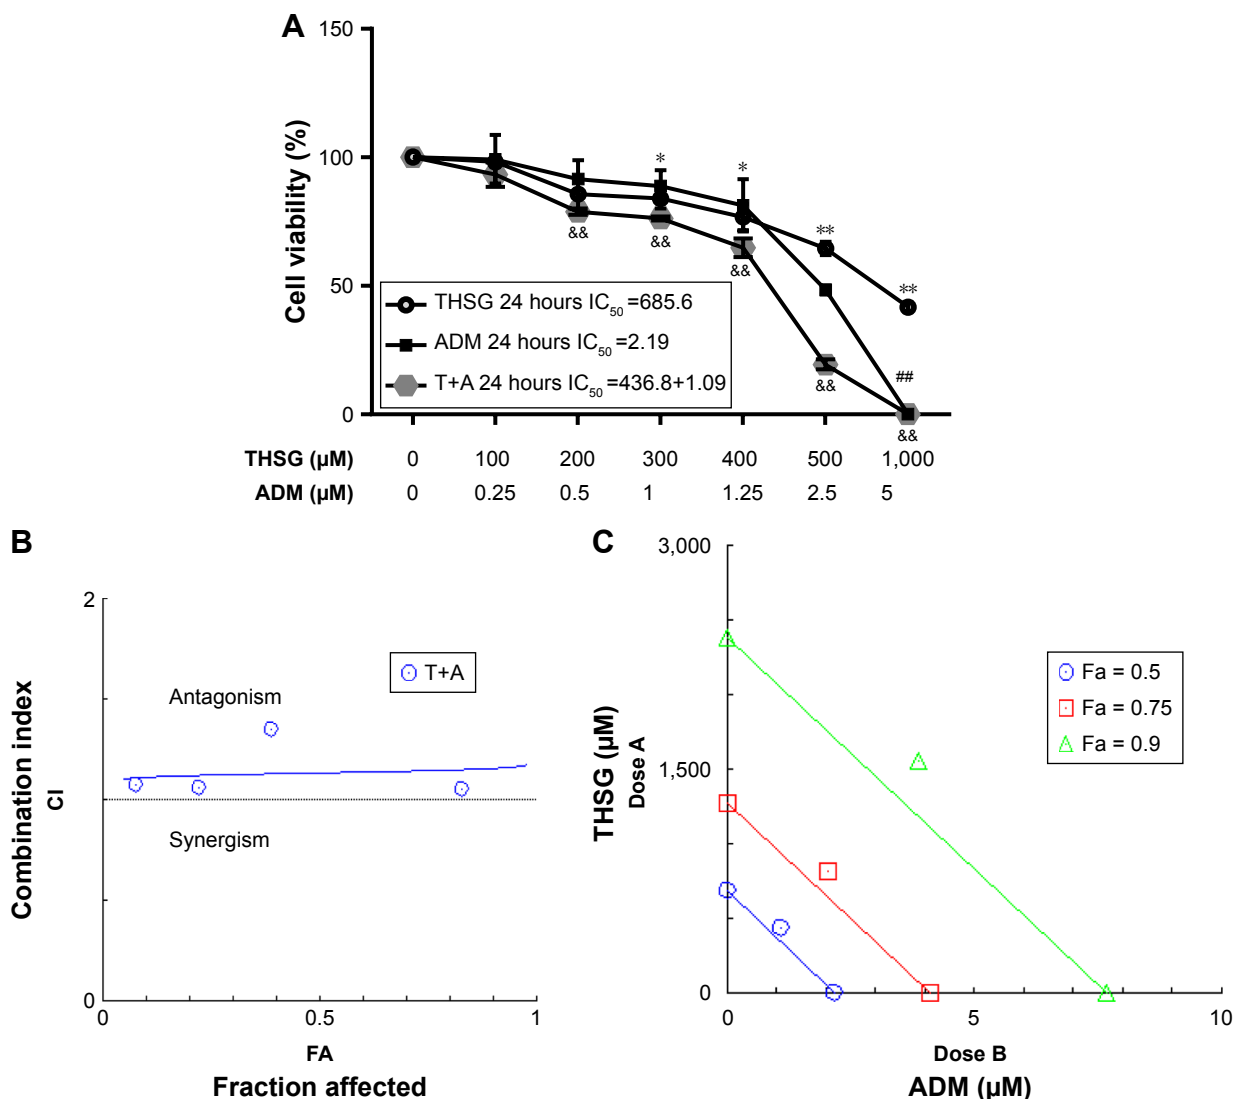 A
150
100
50
0
Cell viability (%)
* * ** **
&& && && && ## &&
THSG 24 hours IC50 =685.6
ADM 24 hours IC50 =2.19
T+A 24 hours IC50 =436.8+1.09
THSG (µM) 0 100 200 300 400 500 1,000
ADM (µM) 0 0.25 0.5 1 1.25 2.5 5
B
2
0
Combination index
CI
T+A
Antagonism
Synergism
0 0.5 1
FA
Fraction affected
C
3,000
1,500
0
THSG (µM)
Dose A
Fa = 0.5
Fa = 0.75
Fa = 0.9
0 5 10
Dose B
ADM (µM)